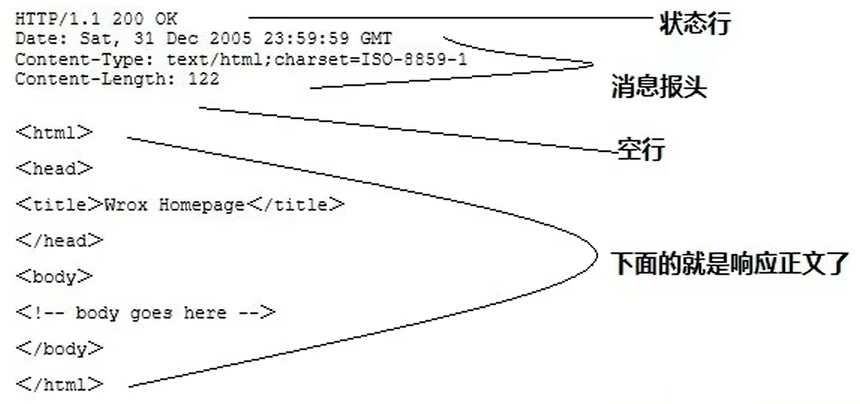 HTTP/1.1 200 OK
状态行
Date: Sat, 31 Dec 2005 23:59:59 GMT
Content-Type: text/html;charset=ISO-8859-1
Content-Length: 122
消息报头
空行
<html>
<head>
<title>Wrox Homepage</title>
</head>
<body>
下面的就是响应正文了
<!-- body goes here -->
</body>
</html>